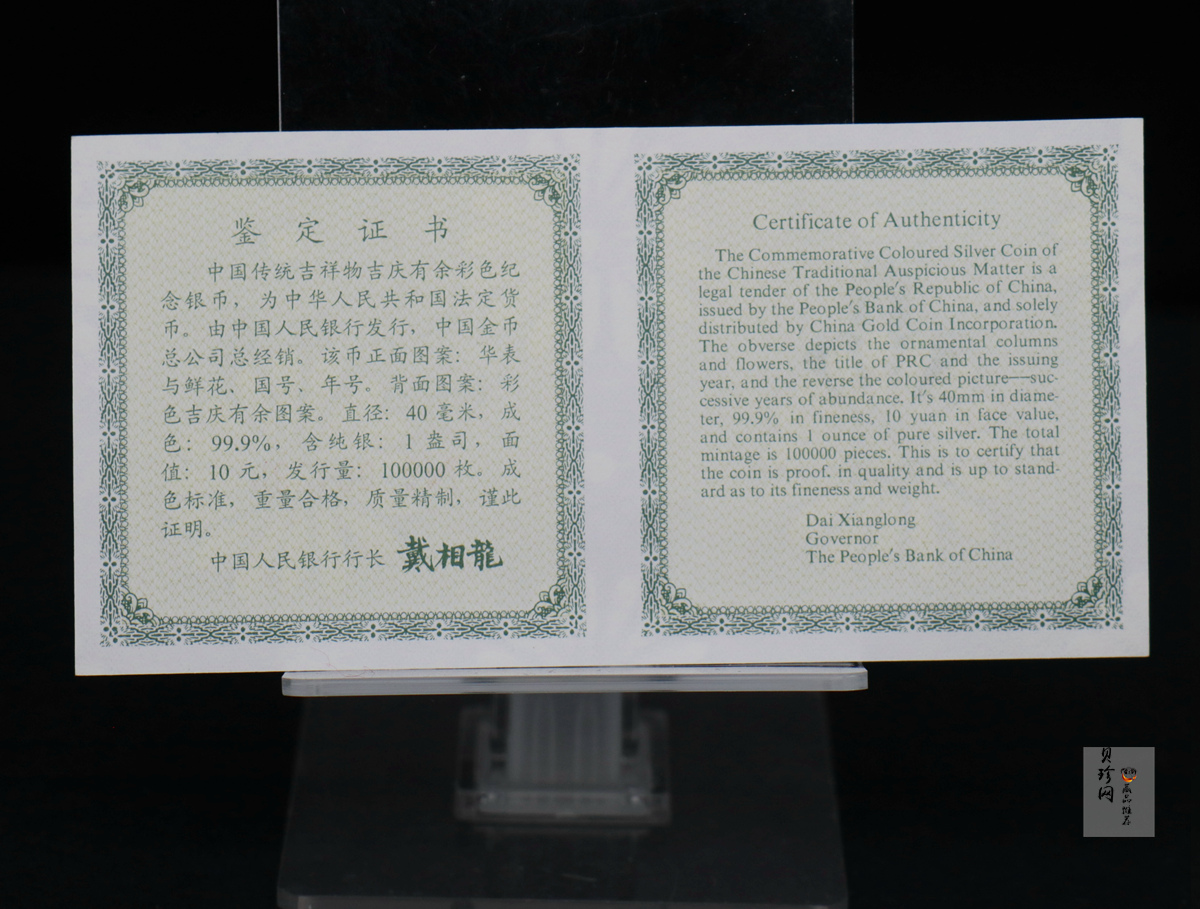 鉴定证书
中国传统吉祥物吉庆有余彩色纪
念银币，为中华人民共和国法定货
币。由中国人民银行发行，中国金币
总公司总经销。该币正面图案：华表
与鲜花、国号、年号。背面图案：彩
色吉庆有余图案。直径：40毫米，成
色：99.9%，含纯银：1盎司，面
值：10元，发行量：100000枚。成
色标准，重量合格，质量精制，谨此
证明。
中国人民银行行长 戴相龍
Certificate of Authenticity
The Commemorative Coloured Silver Coin of
the Chinese Traditional Auspicious Matter is a
legal tender of the People's Republic of China,
issued by the People's Bank of China, and solely
distributed by China Gold Coin Incorporation.
The obverse depicts the ornamental columns
and flowers, the title of PRC and the issuing
year, and the reverse the coloured picture—suc-
cessive years of abundance. It's 40mm in diame-
ter, 99.9% in fineness, 10 yuan in face value,
and contains 1 ounce of pure silver. The total
mintage is 100000 pieces. This is to certify that
the coin is proof. in quality and is up to stand-
ard as to its fineness and weight.
Dai Xianglong
Governor
The People's Bank of China
贝珍网
藏品推荐